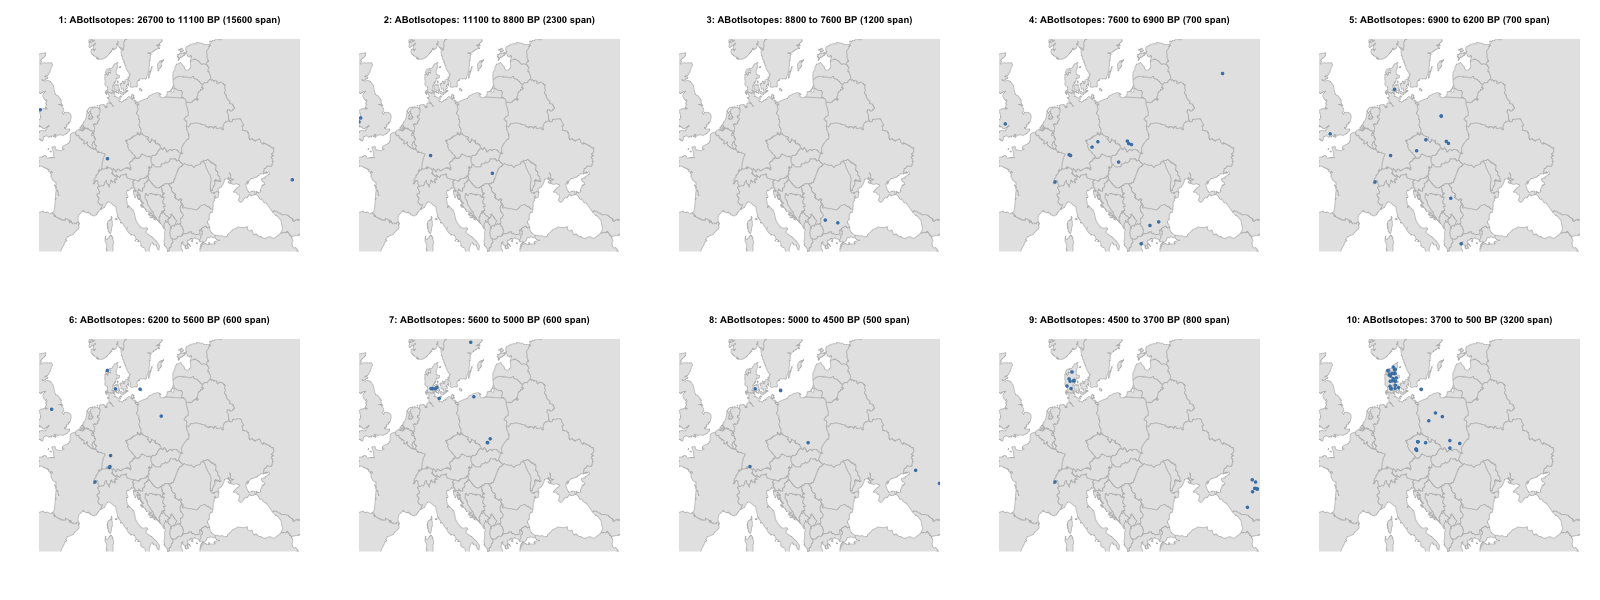 1: ABotIsotopes: 26700 to 11100 BP (15600 span)
2: ABotIsotopes: 11100 to 8800 BP (2300 span)
3: ABotIsotopes: 8800 to 7600 BP (1200 span)
4: ABotIsotopes: 7600 to 6900 BP (700 span)
5: ABotIsotopes: 6900 to 6200 BP (700 span)
6: ABotIsotopes: 6200 to 5600 BP (600 span)
7: ABotIsotopes: 5600 to 5000 BP (600 span)
8: ABotIsotopes: 5000 to 4500 BP (500 span)
9: ABotIsotopes: 4500 to 3700 BP (800 span)
10: ABotIsotopes: 3700 to 500 BP (3200 span)